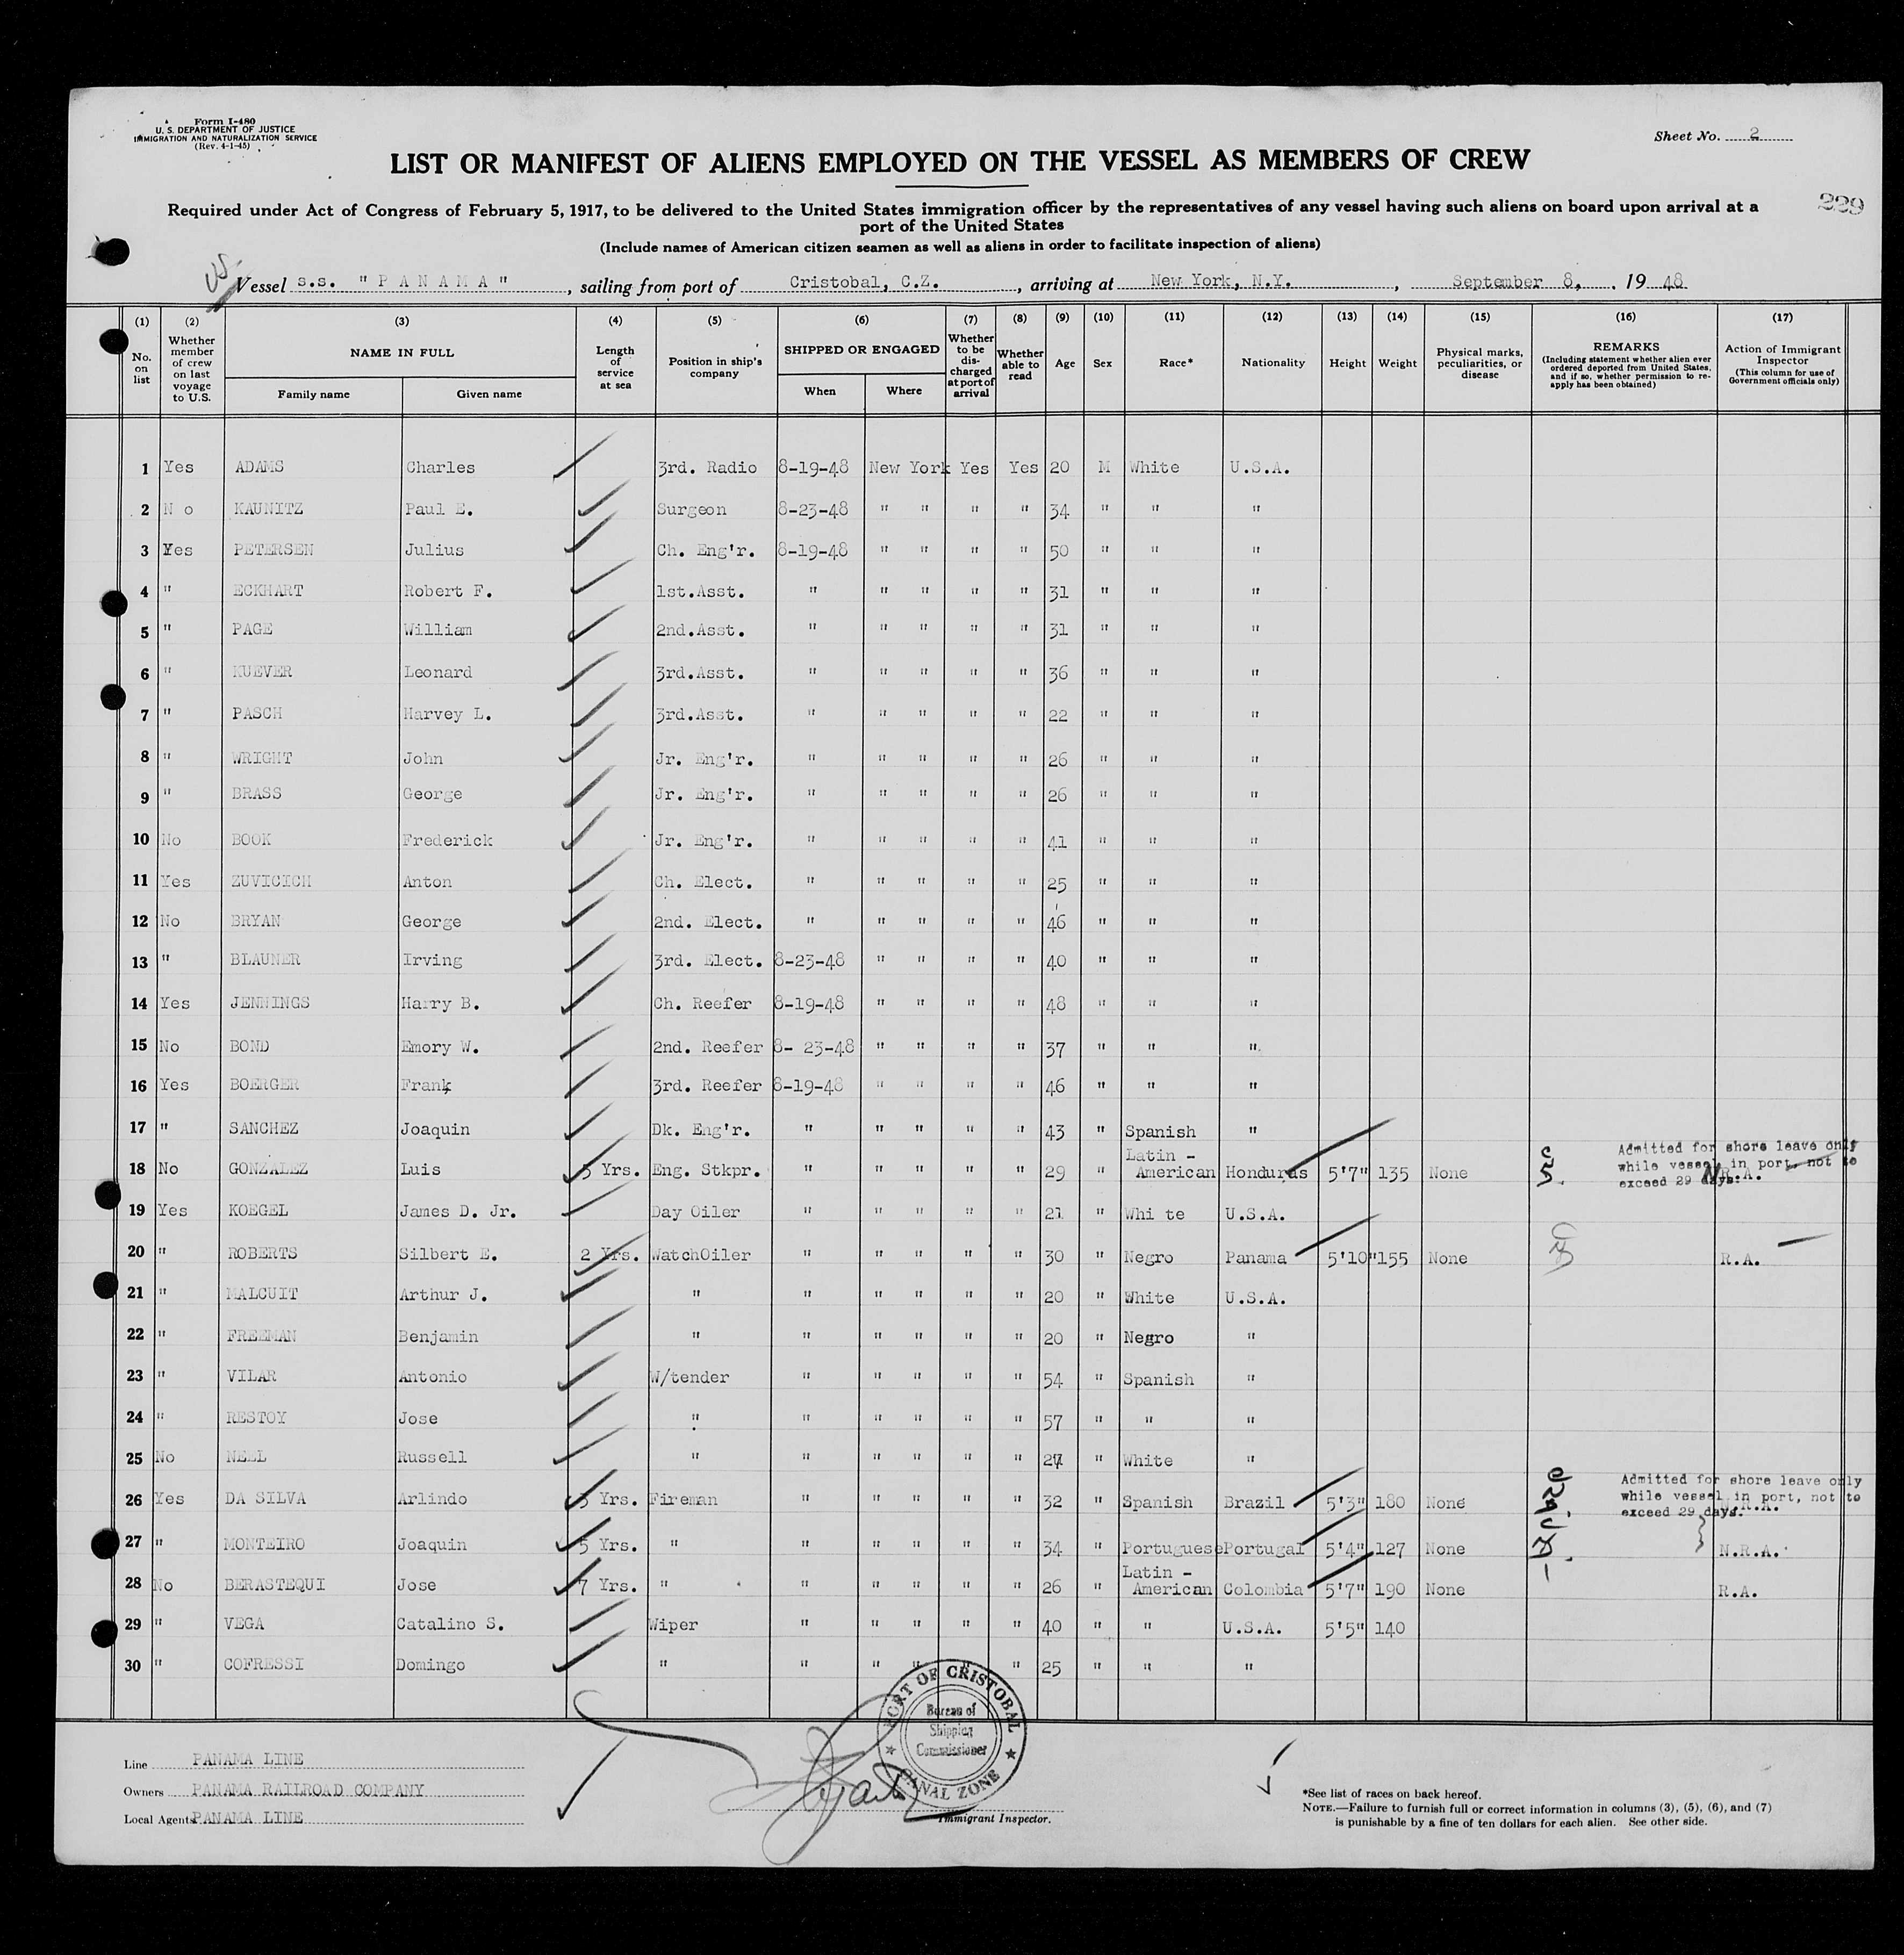 Form I-480
U. S. DEPARTMENT OF JUSTICE
IMMIGRATION AND NATURALIZATION SERVICE
(Rev. 4-1-45)
Sheet No. 2
LIST OR MANIFEST OF ALIENS EMPLOYED ON THE VESSEL AS MEMBERS OF CREW
229
Required under Act of Congress of February 5, 1917, to be delivered to the United States immigration officer by the representatives of any vessel having such aliens on board upon arrival at a
port of the United States
(Include names of American citizen seamen as well as aliens in order to facilitate inspection of aliens)
US.
Vessel s.s. "PANAMA", sailing from port of Cristobal, C.Z., arriving at New York, N.Y., September 8, 1948
(1) (2) (3) (4) (5) (6) (7) (8) (9) (10) (11) (12) (13) (14) (15) (16) (17)
No. on list
Whether member of crew on last voyage to U.S.
NAME IN FULL
Family name Given name
Length of service at sea
Position in ship's company
SHIPPED OR ENGAGED
When Where
Whether to be discharged at port of arrival
Whether able to read
Age Sex Race* Nationality Height Weight
Physical marks, peculiarities, or disease
REMARKS
(Including statement whether alien ever ordered deported from United States, and if so, whether permission to reapply has been obtained)
Action of Immigrant Inspector
(This column for use of Government officials only)
1 Yes ADAMS Charles 3rd. Radio 8-19-48 New York Yes Yes 20 M White U.S.A.
2 N o KAUNITZ Paul E. Surgeon 8-23-48 " " " " 34 " " "
3 Yes PETERSEN Julius Ch. Eng'r. 8-19-48 " " " " 50 " " "
4 " ECKHART Robert F. 1st.Asst. " " " " " 31 " " "
5 " PAGE William 2nd.Asst. " " " " " 31 " " "
6 " KUEVER Leonard 3rd.Asst. " " " " " 36 " " "
7 " PASCH Harvey L. 3rd.Asst. " " " " " 22 " " "
8 " WRIGHT John Jr. Eng'r. " " " " " 26 " " "
9 " BRASS George Jr. Eng'r. " " " " " 26 " " "
10 No BOOK Frederick Jr. Eng'r. " " " " " 41 " " "
11 Yes ZUVICICH Anton Ch. Elect. " " " " " 25 " " "
12 No BRYAN George 2nd. Elect. " " " " " 46 " " "
13 " BLAUNER Irving 3rd. Elect. 8-23-48 " " " " 40 " " "
14 Yes JENNINGS Harry B. Ch. Reefer 8-19-48 " " " " 48 " " "
15 No BOND Emory W. 2nd. Reefer 8- 23-48 " " " " 37 " " "
16 Yes BOERGER Frank 3rd. Reefer 8-19-48 " " " " 46 " " "
17 " SANCHEZ Joaquin Dk. Eng'r. " " " " " 43 " Spanish "
18 No GONZALEZ Luis 5 Yrs. Eng. Stkpr. " " " " " 29 " Latin - American Honduras 5'7" 135 None N.R.A.
Admitted for shore leave only
while vessel in port, not to
exceed 29 days.
19 Yes KOEGEL James D. Jr. Day Oiler " " " " " 21 " Whi te U.S.A.
20 " ROBERTS Silbert E. 2 Yrs. WatchOiler " " " " " 30 " Negro Panama 5'10" 155 None R.A.
21 " MALCUIT Arthur J. " " " " " " 20 " White U.S.A.
22 " FREEMAN Benjamin " " " " " " 20 " Negro "
23 " VILAR Antonio W/tender " " " " " 54 " Spanish "
24 " RESTOY Jose " " " " " " 57 " " "
25 No NEEL Russell " " " " " " 27 " White "
26 Yes DA SILVA Arlindo 3 Yrs. Fireman " " " " " 32 " Spanish Brazil 5'3" 180 None N.R.A.
Admitted for shore leave only
while vessel in port, not to
exceed 29 days.
27 " MONTEIRO Joaquin 5 Yrs. " " " " " " 34 " Portuguese Portugal 5'4" 127 None N.R.A.
28 No BERASTEQUI Jose 7 Yrs. " " " " " " 26 " Latin - American Colombia 5'7" 190 None R.A.
29 " VEGA Catalino S. Wiper " " " " " 40 " " U.S.A. 5'5" 140
30 " COFRESSI Domingo " " " " " " 25 " " "
PORT OF CRISTOBAL
Bureau of
Shipping
Commissioner
CANAL ZONE
Line PANAMA LINE
Owners PANAMA RAILROAD COMPANY
Local Agents PANAMA LINE
Immigrant Inspector.
*See list of races on back hereof.
NOTE.—Failure to furnish full or correct information in columns (3), (5), (6), and (7)
is punishable by a fine of ten dollars for each alien. See other side.